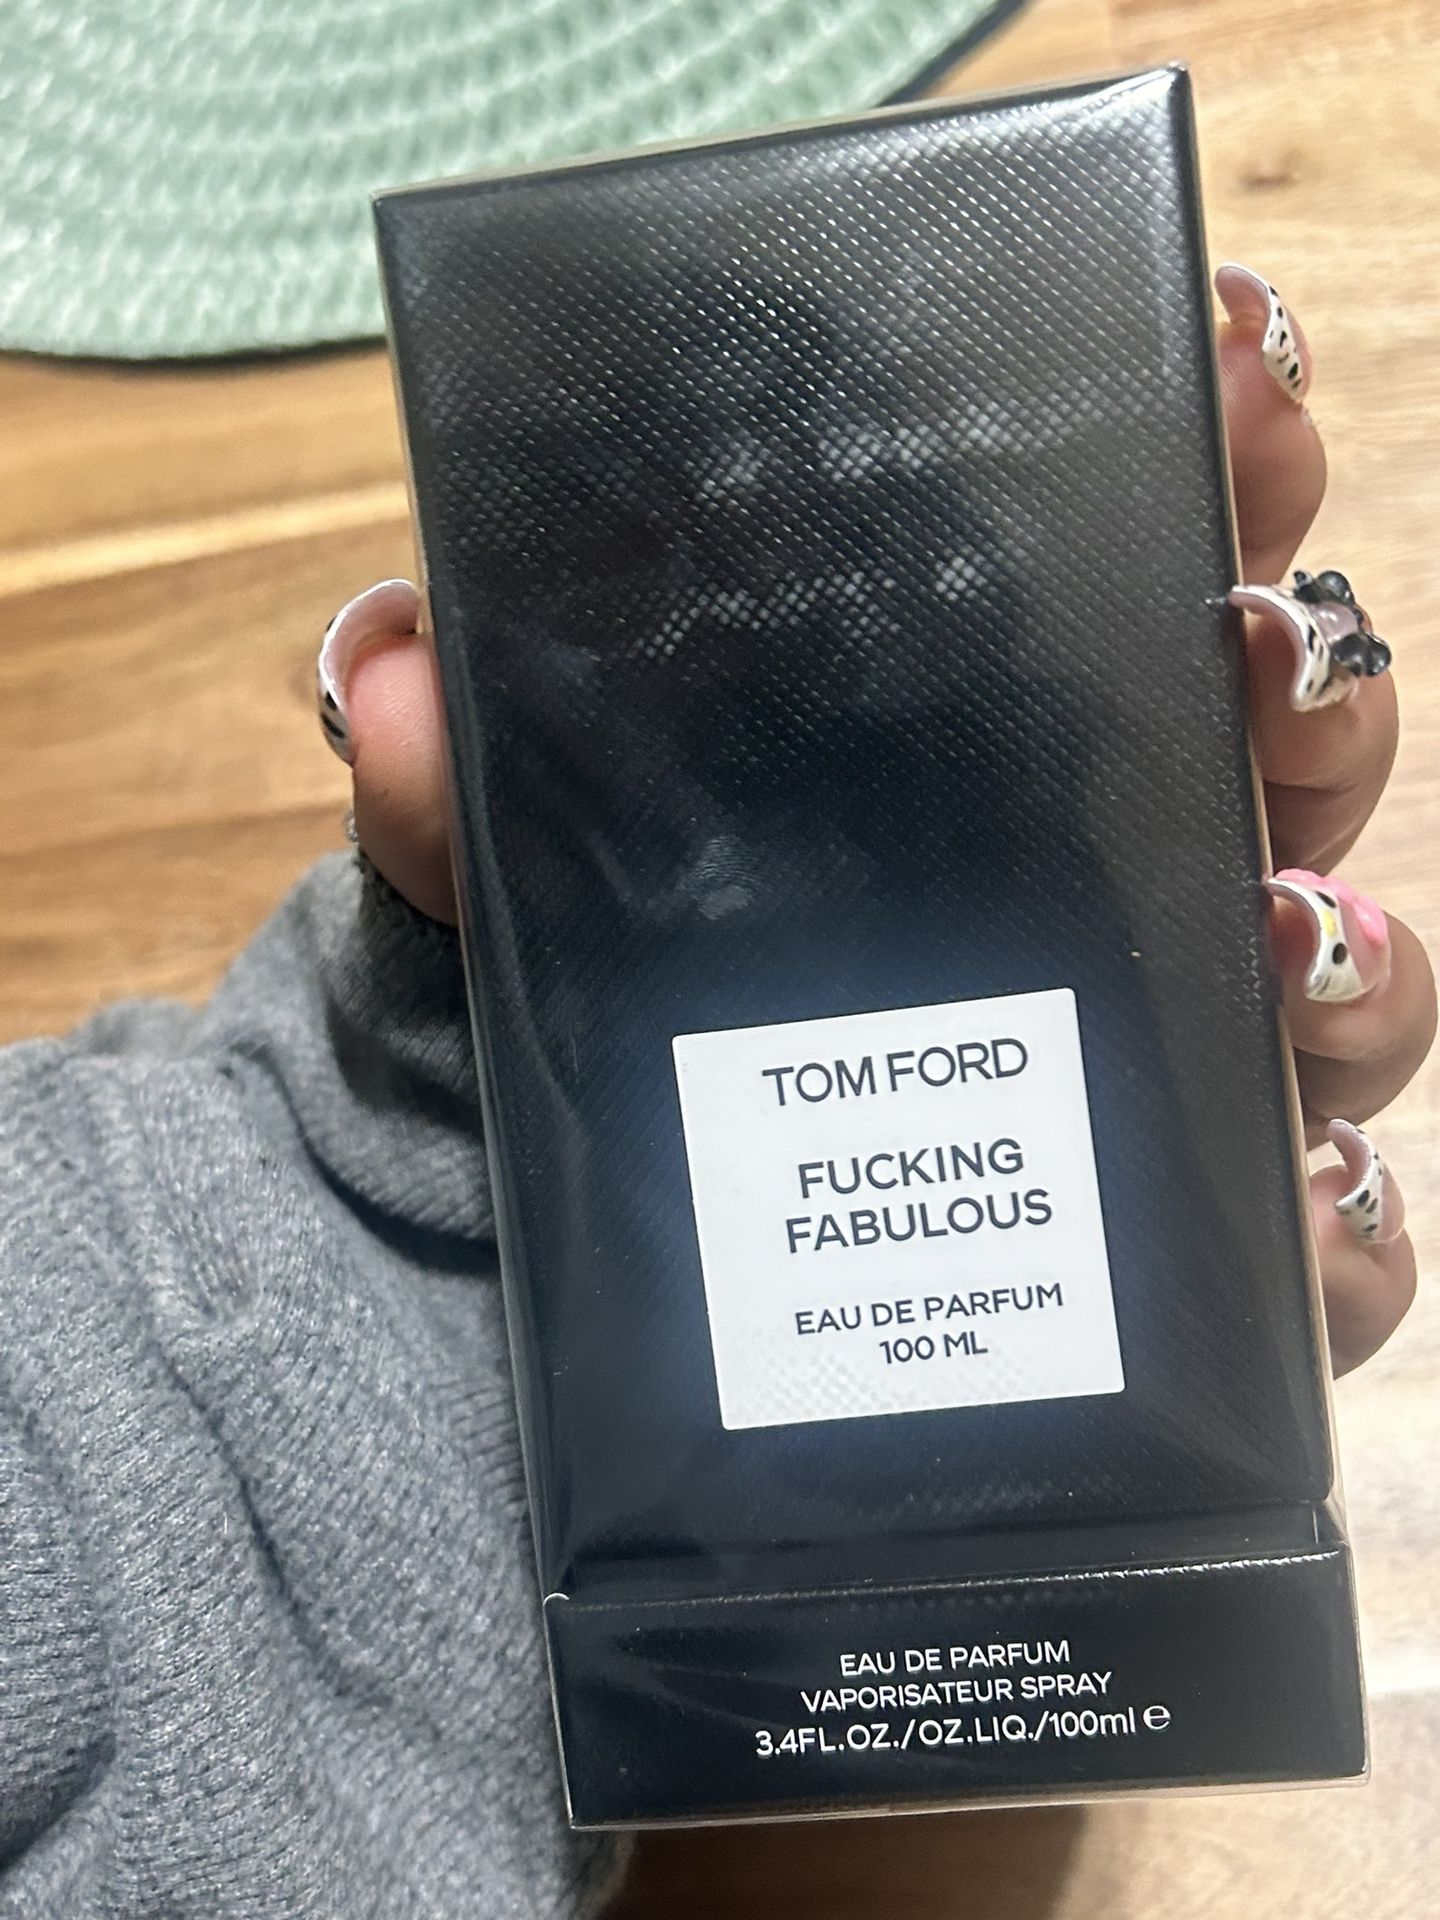 TOM FORD
FUCKING
FABULOUS
EAU DE PARFUM
100 ML
EAU DE PARFUM
VAPORISATEUR SPRAY
3.4FL.OZ./OZ.LIQ./100ml ℮